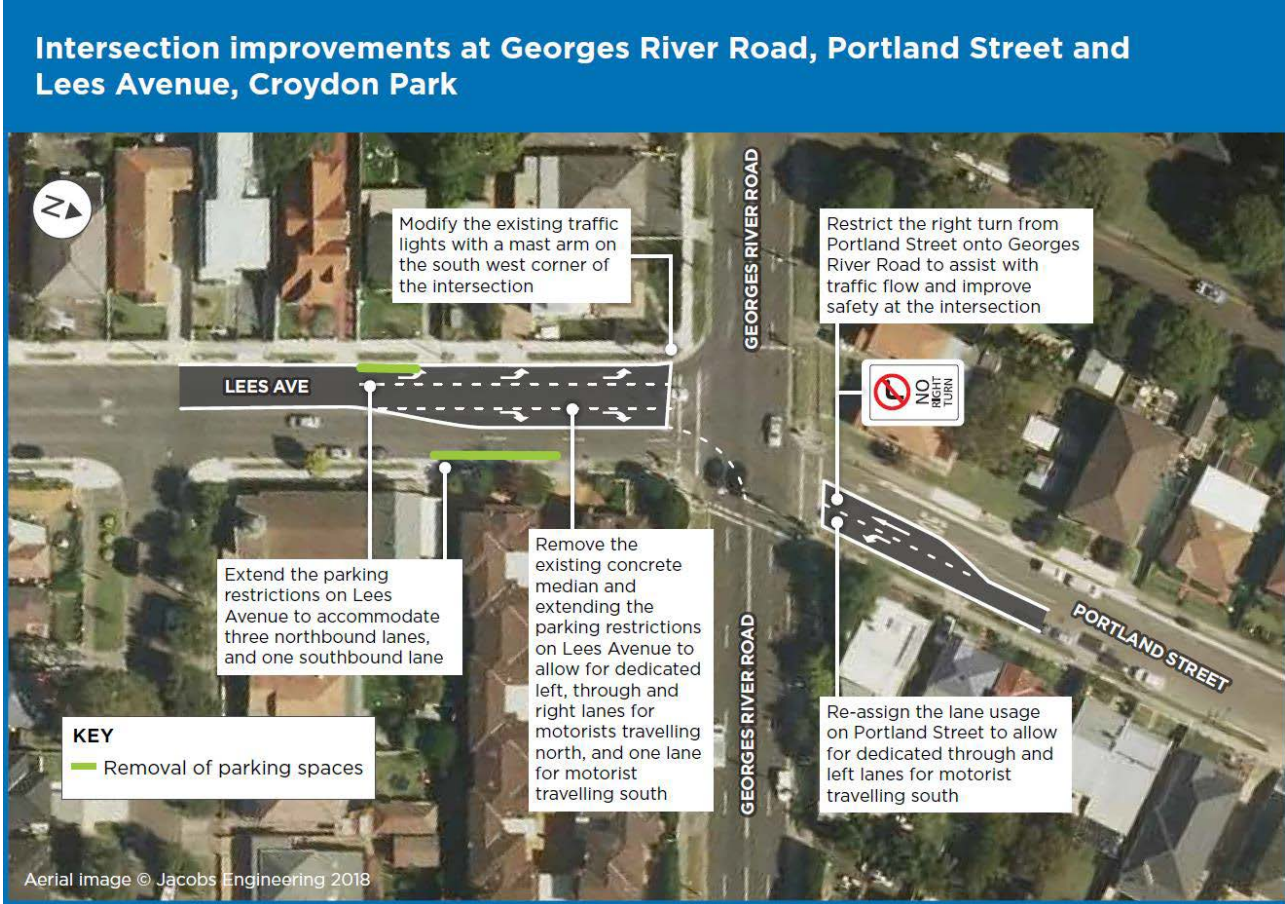 Intersection improvements at Georges River Road, Portland Street and
Lees Avenue, Croydon Park
N
Modify the existing traffic
lights with a mast arm on
the south west corner of
the intersection
GEORGES RIVER ROAD
Restrict the right turn from
Portland Street onto Georges
River Road to assist with
traffic flow and improve
safety at the intersection
NO
RIGHT
TURN
LEES AVE
Extend the parking
restrictions on Lees
Avenue to accommodate
three northbound lanes,
and one southbound lane
Remove the
existing concrete
median and
extending the
parking restrictions
on Lees Avenue to
allow for dedicated
left, through and
right lanes for
motorists travelling
north, and one lane
for motorist
travelling south
GEORGES RIVER ROAD
PORTLAND STREET
Re-assign the lane usage
on Portland Street to allow
for dedicated through and
left lanes for motorist
travelling south
KEY
Removal of parking spaces
Aerial image © Jacobs Engineering 2018